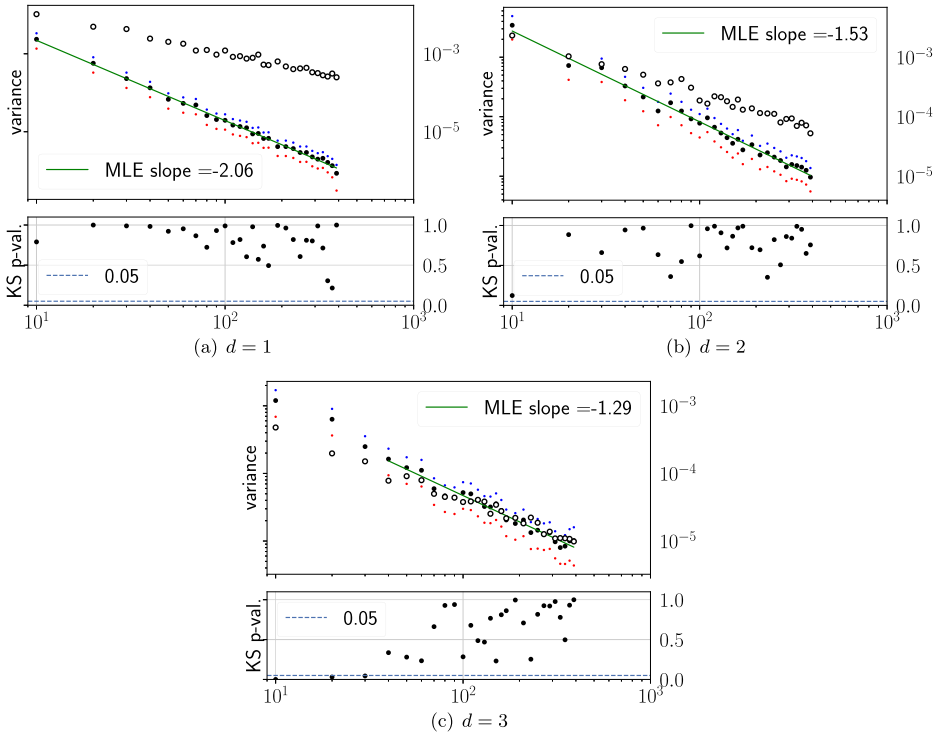 variance
10^{-3}
10^{-5}
MLE slope =-2.06
KS p-val.
0.05
1.0
0.5
0.0
10^1
10^2
10^3
(a) d = 1
variance
10^{-3}
10^{-4}
10^{-5}
MLE slope =-1.53
KS p-val.
0.05
1.0
0.5
0.0
10^1
10^2
10^3
(b) d = 2
variance
10^{-3}
10^{-4}
10^{-5}
MLE slope =-1.29
KS p-val.
0.05
1.0
0.5
0.0
10^1
10^2
10^3
(c) d = 3